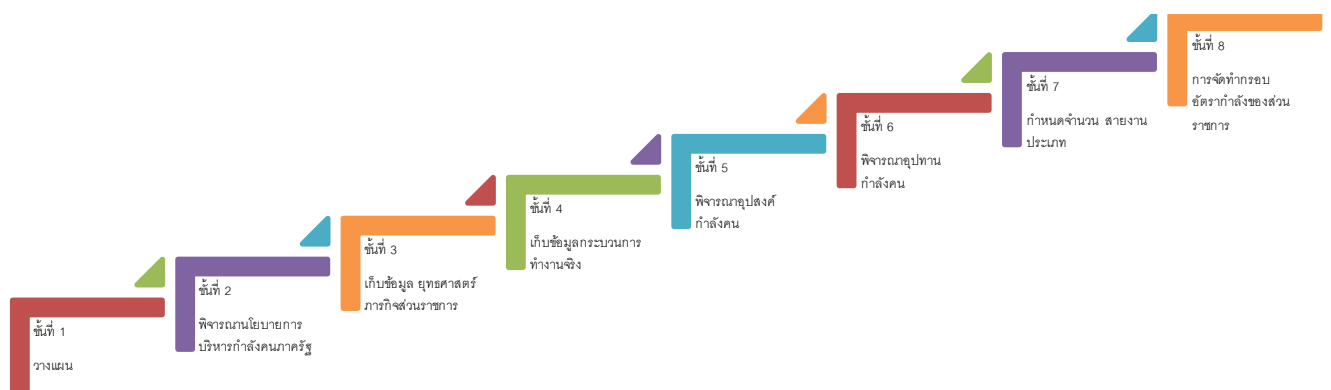 ชั้นที่ 1
วางแผน
ชั้นที่ 2
พิจารณานโยบายการ
บริหารกำลังคนภาครัฐ
ชั้นที่ 3
เก็บข้อมูล ยุทธศาสตร์
ภารกิจส่วนราชการ
ชั้นที่ 4
เก็บข้อมูลกระบวนการ
ทำงานจริง
ชั้นที่ 5
พิจารณาอุปสงค์
กำลังคน
ชั้นที่ 6
พิจารณาอุปทาน
กำลังคน
ชั้นที่ 7
กำหนดจำนวน สายงาน
ประเภท
ชั้นที่ 8
การจัดทำกรอบ
อัตรากำลังของส่วน
ราชการ